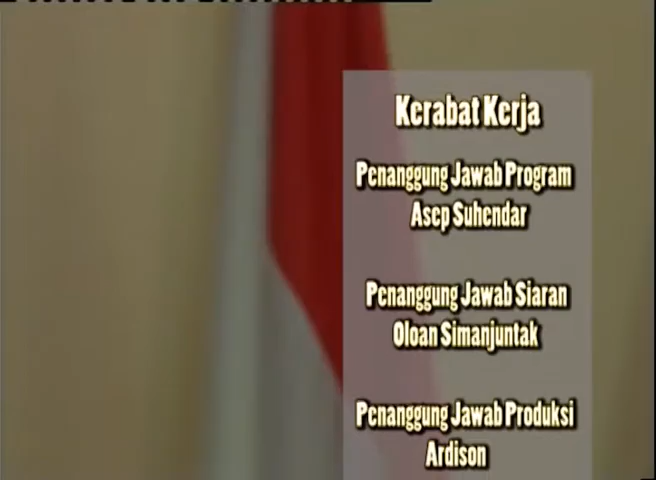 Kerabat Kerja
Penanggung Jawab Program
Asep Suhendar
Penanggung Jawab Siaran
Oloan Simanjuntak
Penanggung Jawab Produksi
Ardison